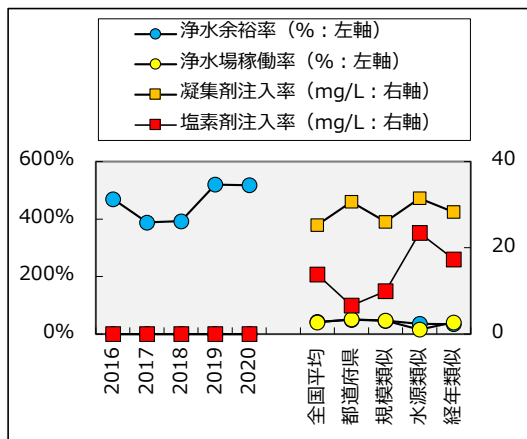 浄水余裕率（%：左軸）
浄水場稼働率（%：左軸）
凝集剤注入率（mg/L：右軸）
塩素剤注入率（mg/L：右軸）
600%
400%
200%
0%
40
20
0
2016
2017
2018
2019
2020
全国平均
都道府県
規模類似
水源類似
経年類似